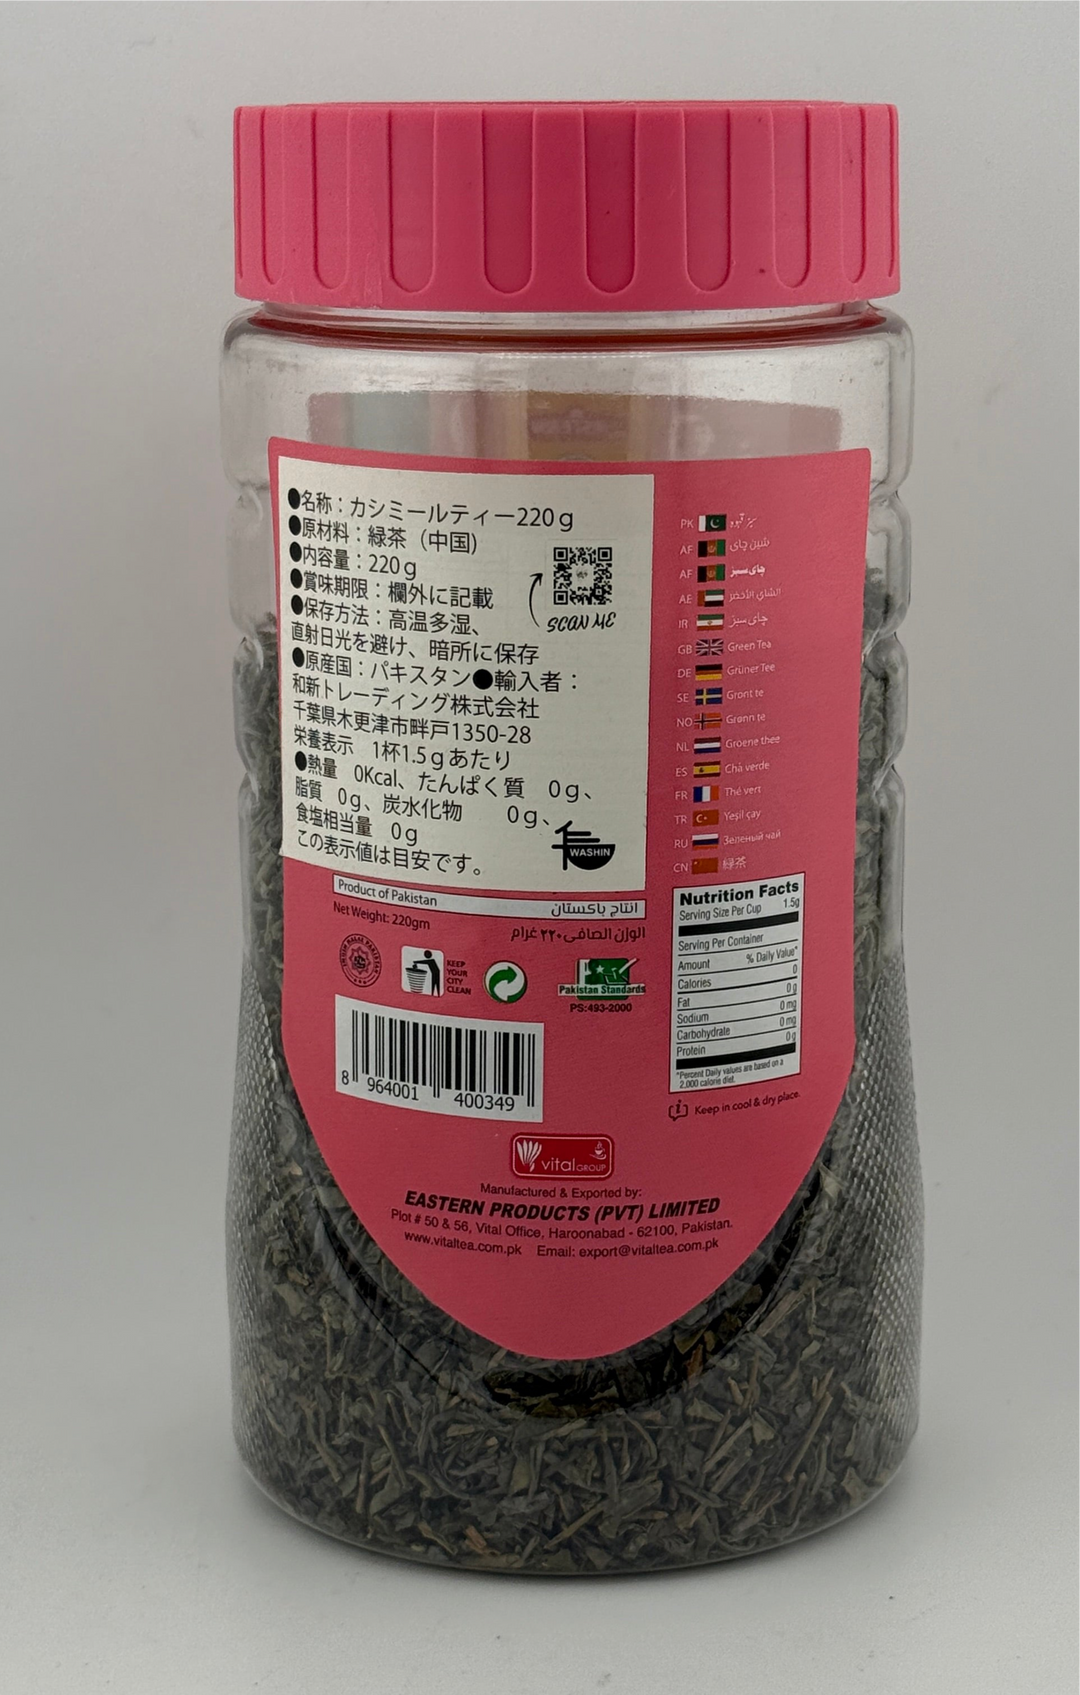 ●名称：カシミールティー220g
●原材料：緑茶（中国）
●内容量：220g
●賞味期限：欄外に記載
●保存方法：高温多湿、
直射日光を避け、暗所に保存
●原産国：パキスタン●輸入者：
和新トレーディング株式会社
千葉県木更津市畔戸1350-28
栄養表示　1杯1.5gあたり
●熱量　0Kcal、たんぱく質　0g、
脂質　0g、炭水化物　　0g、
食塩相当量　0g
この表示値は目安です。
SCAN ME
WASHIN
PK سبز قہوہ
AF شین چای
AF چای سبز
AE الشاي الأخضر
IR چای سبز
GB Green Tea
DE Grüner Tee
SE Gront te
NO Grønn te
NL Groene thee
ES Chá verde
FR Thé vert
TR Yeşil çay
RU Зеленый чай
CN 绿茶
Product of Pakistan انتاج باكستان
Net Weight: 220gm الوزن الصافی ٢٢٠ غرام
KEEP
YOUR
CITY
CLEAN
Pakistan Standards
PS:493-2000
8 964001 400349
Nutrition Facts
Serving Size Per Cup 1.5g
Serving Per Container
Amount % Daily Value*
Calories 0
Fat 0 g
Sodium 0 mg
Carbohydrate 0 mg
Protein 0 g
*Percent Daily values are based on a
2,000 calorie diet.
Keep in cool & dry place.
vital GROUP
Manufactured & Exported by:
EASTERN PRODUCTS (PVT) LIMITED
Plot # 50 & 56, Vital Office, Haroonabad - 62100, Pakistan.
www.vitaltea.com.pk Email: export@vitaltea.com.pk